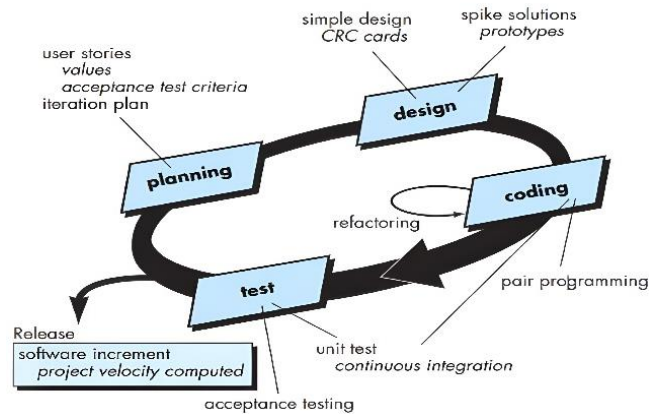 simple design
CRC cards
spike solutions
prototypes
user stories
values
acceptance test criteria
iteration plan
design
planning
coding
refactoring
pair programming
test
Release
software increment
project velocity computed
unit test
continuous integration
acceptance testing